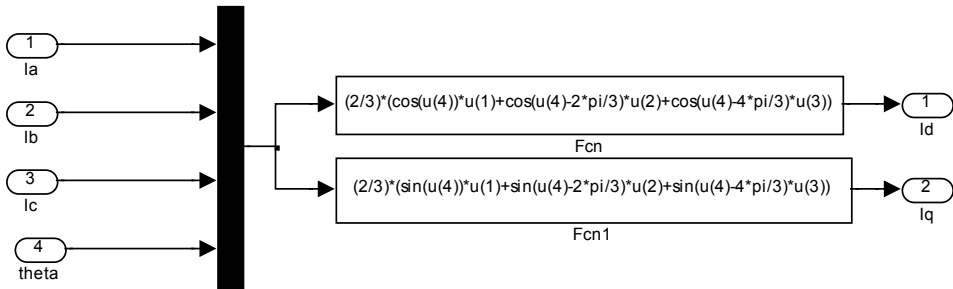 1
Ia
2
Ib
3
Ic
4
theta
(2/3)*(cos(u(4))*u(1)+cos(u(4)-2*pi/3)*u(2)+cos(u(4)-4*pi/3)*u(3))
Fcn
(2/3)*(sin(u(4))*u(1)+sin(u(4)-2*pi/3)*u(2)+sin(u(4)-4*pi/3)*u(3))
Fcn1
1
Id
2
Iq